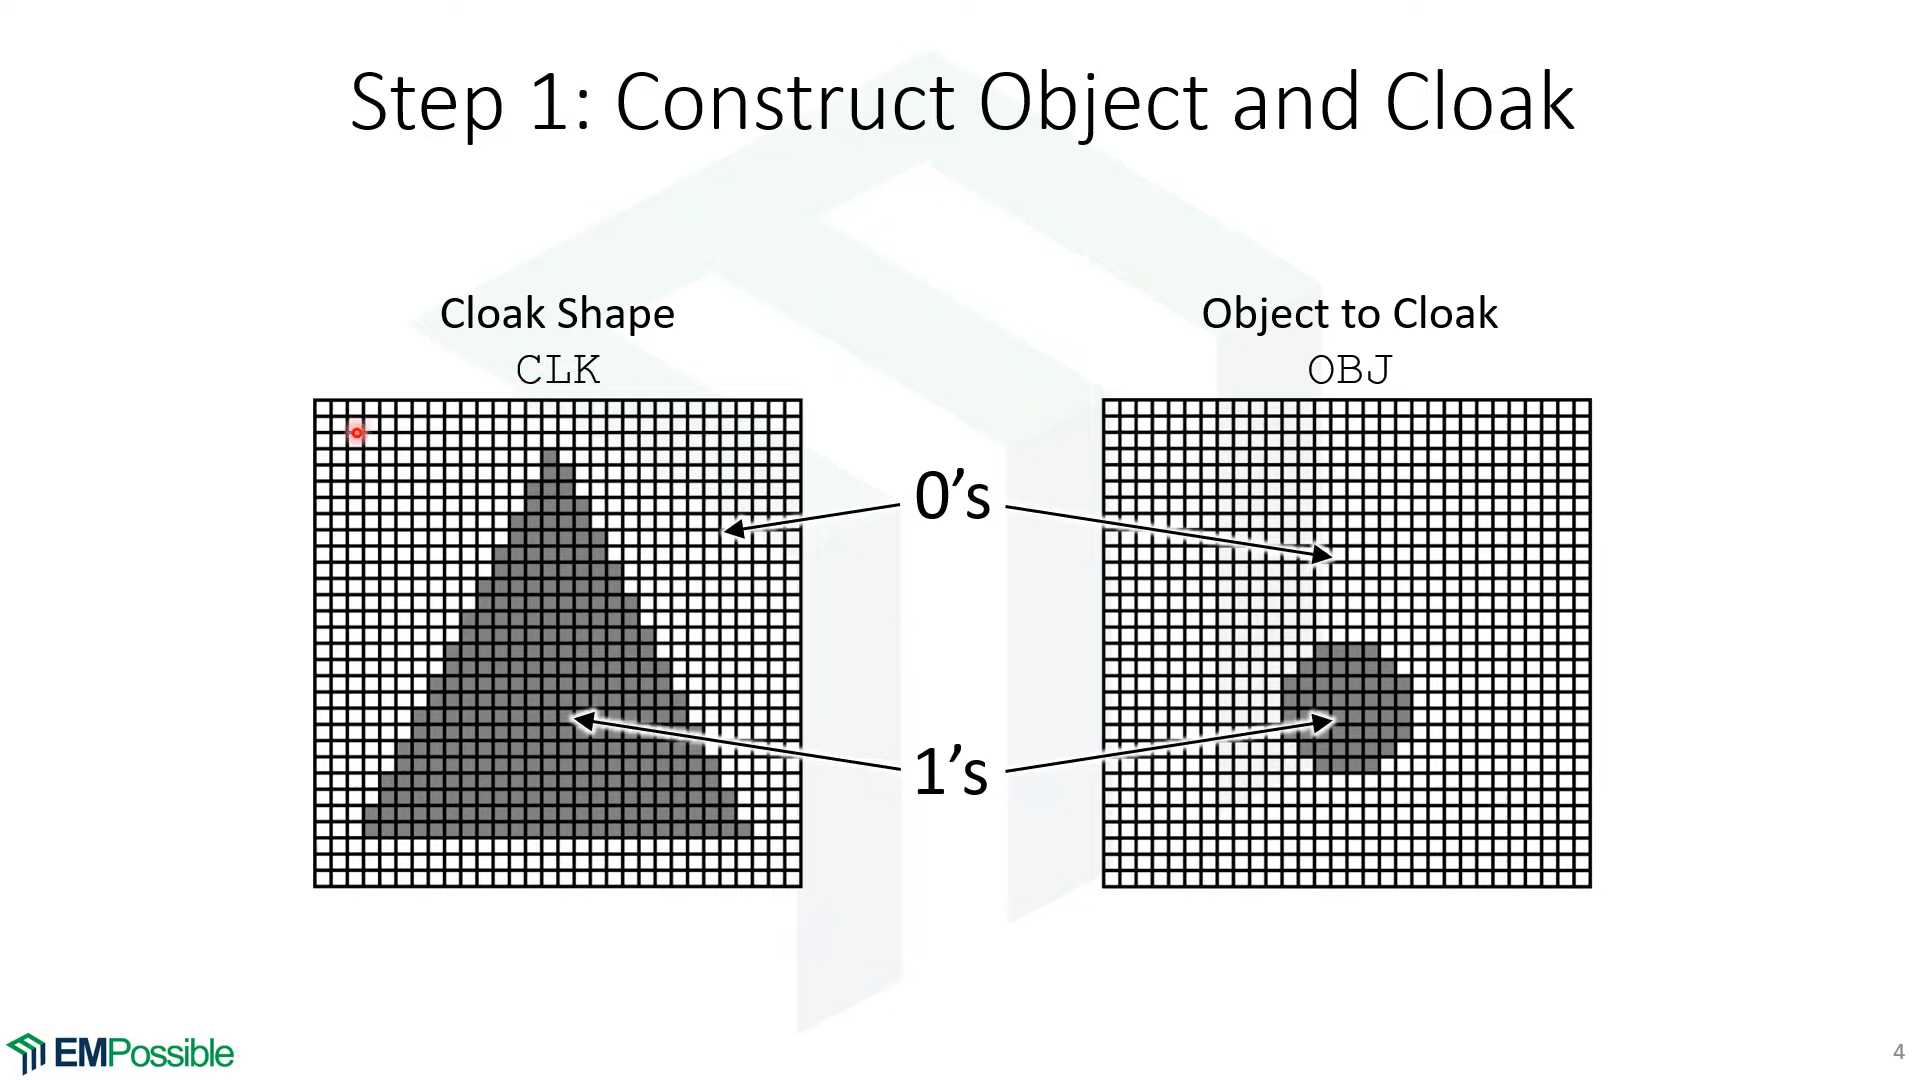 Step 1: Construct Object and Cloak
Cloak Shape
CLK
Object to Cloak
OBJ
0’s
1’s
EMPossible
4